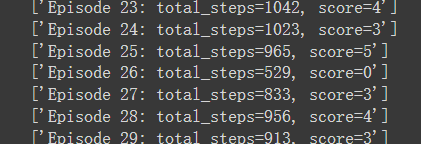 ['Episode 23: total_steps=1042, score=4']
['Episode 24: total_steps=1023, score=3']
['Episode 25: total_steps=965, score=5']
['Episode 26: total_steps=529, score=0']
['Episode 27: total_steps=833, score=3']
['Episode 28: total_steps=956, score=4']
['Episode 29: total_steps=913, score=3']